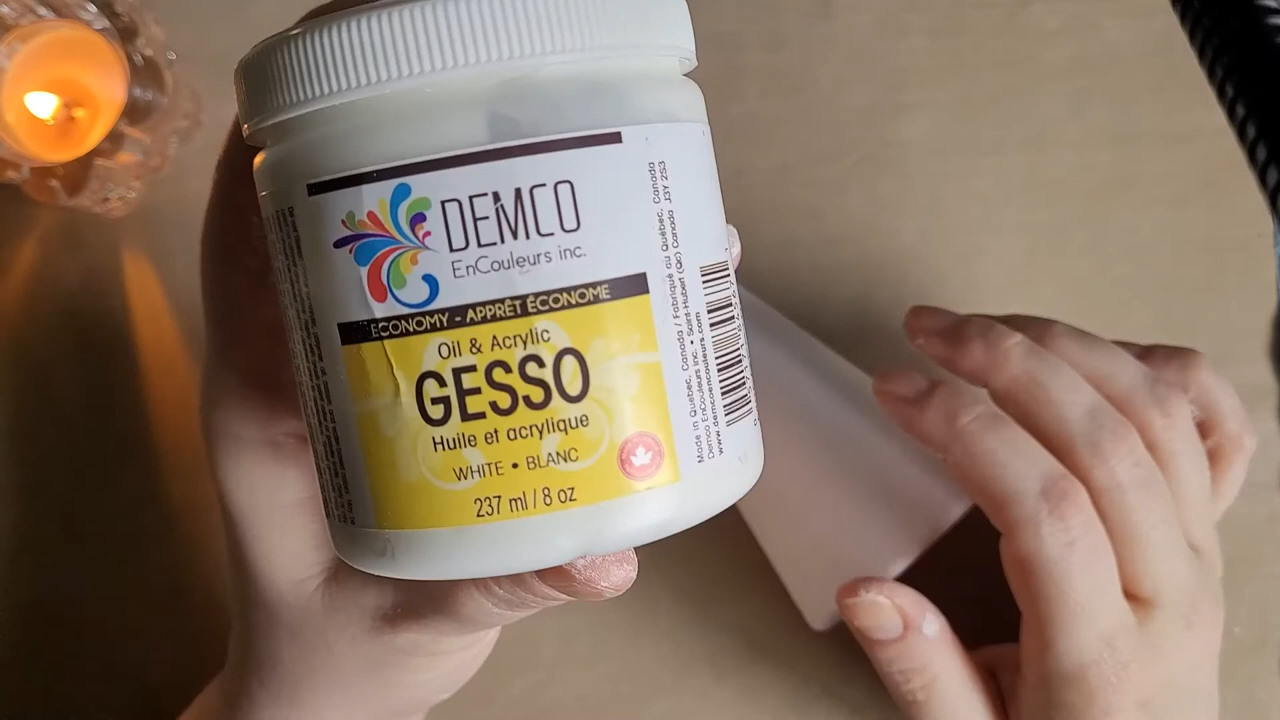 DEMCO
EnCouleurs inc.
ECONOMY - APPRÊT ÉCONOME
Oil & Acrylic
GESSO
Huile et acrylique
WHITE • BLANC
237 ml / 8 oz
Made in Quebec, Canada / Fabriqué au Québec, Canada
Demco EnCouleurs inc. • Saint-Hubert (Qc) Canada J3Y 2S3
www.demcoencouleurs.com